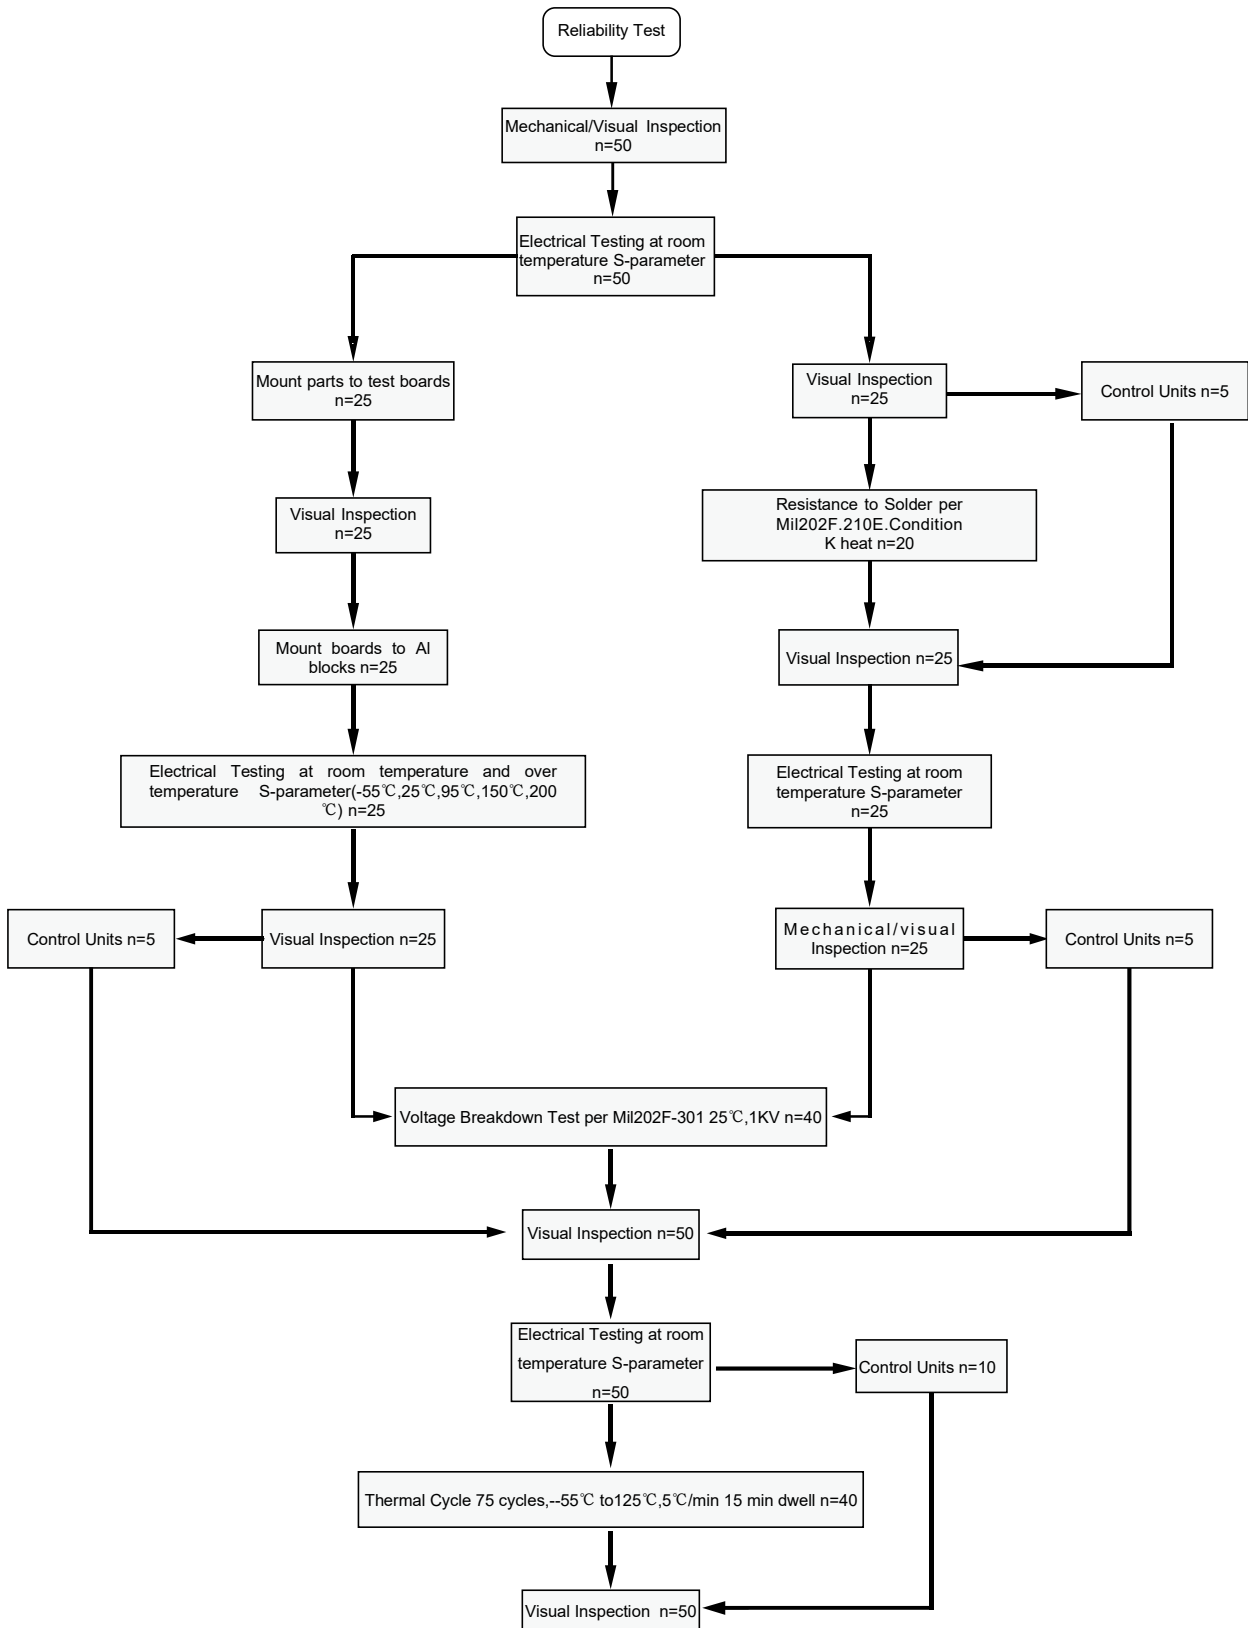 Reliability Test
Mechanical/Visual Inspection
n=50
Electrical Testing at room
temperature S-parameter
n=50
Mount parts to test boards
n=25
Visual Inspection
n=25
Control Units n=5
Visual Inspection
n=25
Resistance to Solder per
Mil202F.210E.Condition
K heat n=20
Mount boards to Al
blocks n=25
Visual Inspection n=25
Electrical Testing at room temperature and over
temperature S-parameter(-55℃,25℃,95℃,150℃,200
℃) n=25
Electrical Testing at room
temperature S-parameter
n=25
Control Units n=5
Visual Inspection n=25
Mechanical/visual
Inspection n=25
Control Units n=5
Voltage Breakdown Test per Mil202F-301 25℃,1KV n=40
Visual Inspection n=50
Electrical Testing at room
temperature S-parameter
n=50
Control Units n=10
Thermal Cycle 75 cycles,--55℃ to125℃,5℃/min 15 min dwell n=40
Visual Inspection n=50